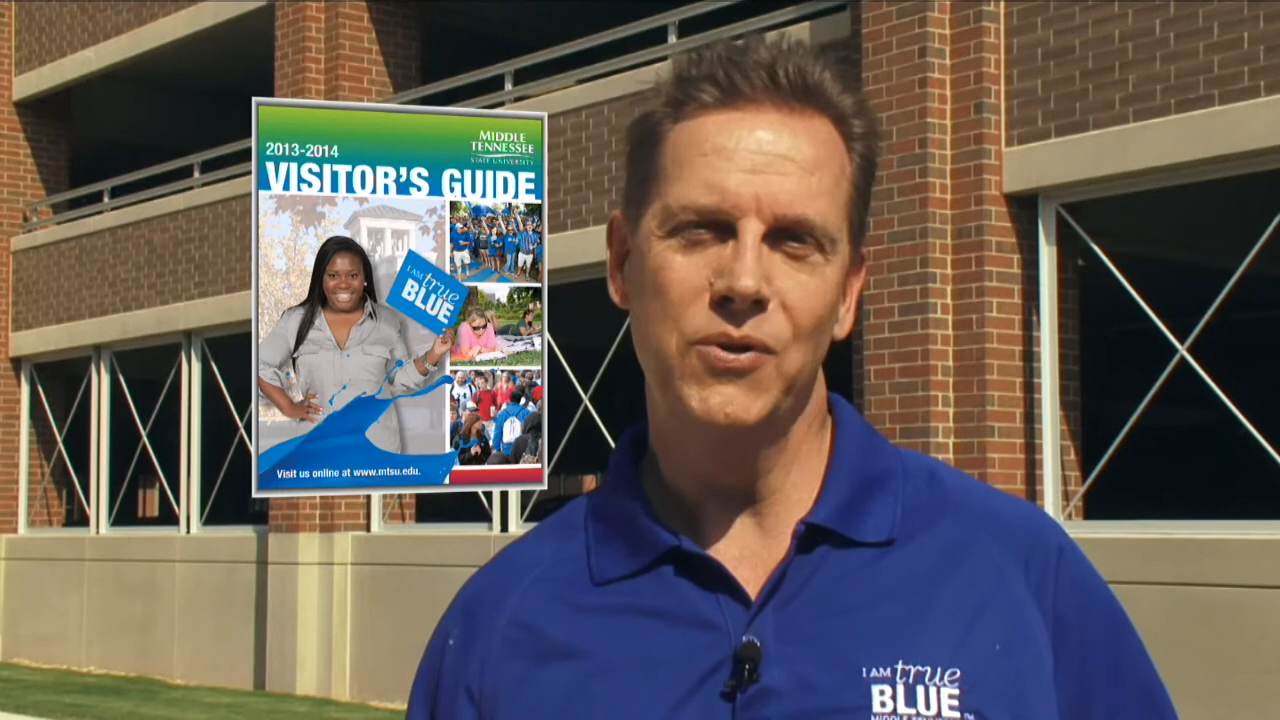 2013-2014
MIDDLE
TENNESSEE
STATE UNIVERSITY
VISITOR'S GUIDE
I AM true
BLUE
Visit us online at www.mtsu.edu.
I AM true
BLUE
MIDDLE